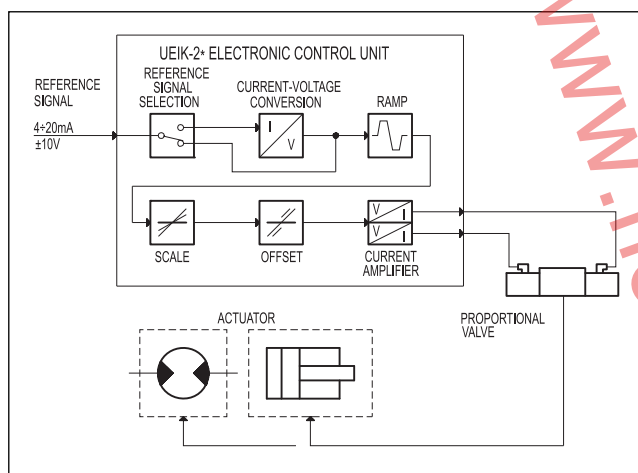 UEIK-2* ELECTRONIC CONTROL UNIT
REFERENCE
SIGNAL
4÷20mA
±10V
REFERENCE
SIGNAL
SELECTION
CURRENT-VOLTAGE
CONVERSION
I
V
RAMP
SCALE
OFFSET
V
I
V
I
CURRENT
AMPLIFIER
PROPORTIONAL
VALVE
ACTUATOR
www.